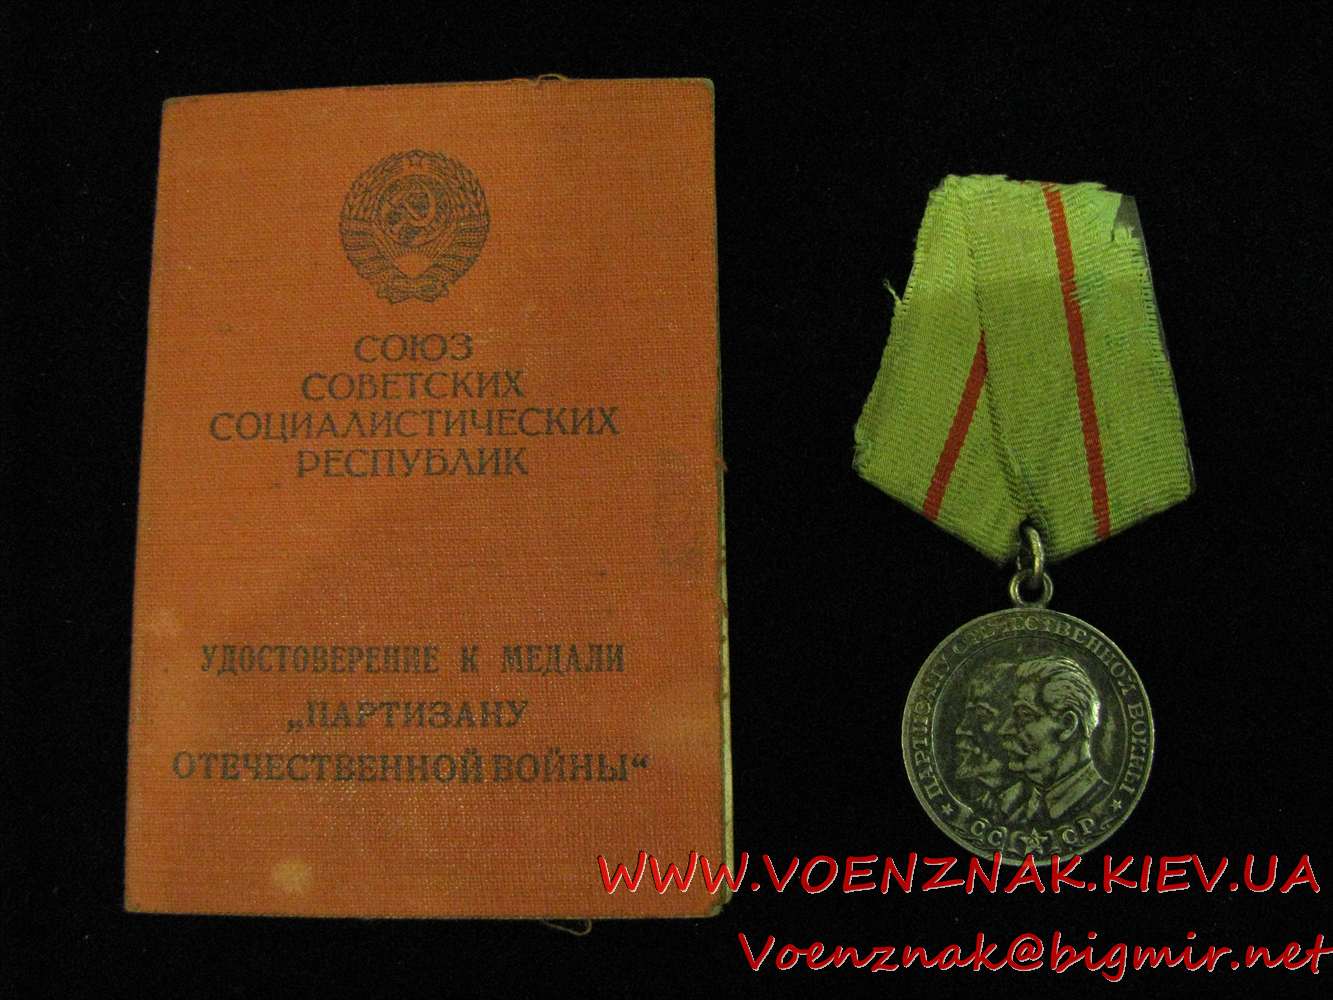 СОЮЗ
СОВЕТСКИХ
СОЦИАЛИСТИЧЕСКИХ
РЕСПУБЛИК
УДОСТОВЕРЕНИЕ К МЕДАЛИ
„ПАРТИЗАНУ
ОТЕЧЕСТВЕННОЙ ВОЙНЫ“
ПАРТИЗАНУ ОТЕЧЕСТВЕННОЙ ВОЙНЫ
СССР
WWW.VOENZNAK.KIEV.UA
Voenznak@bigmir.net